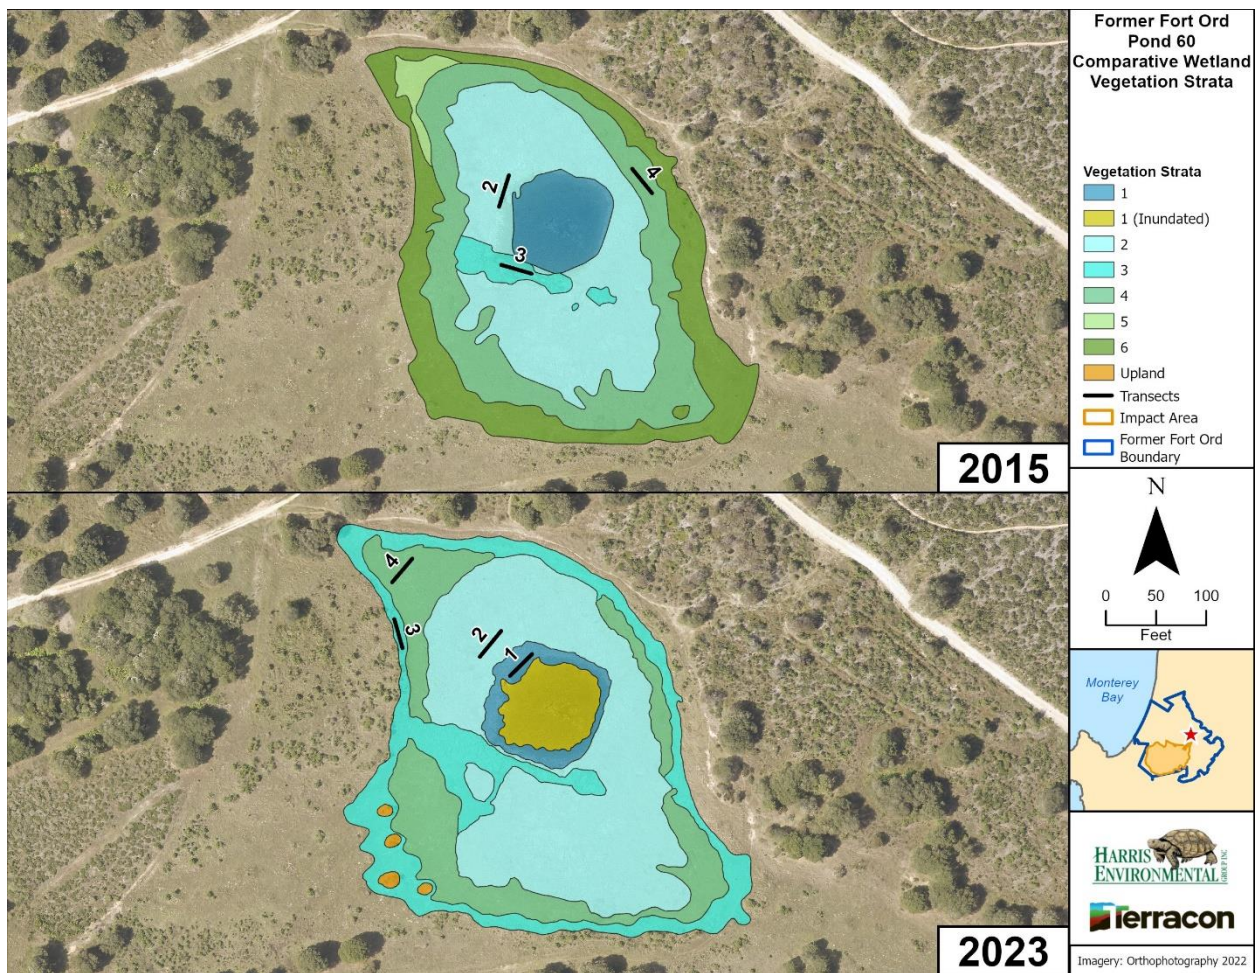 Former Fort Ord
Pond 60
Comparative Wetland
Vegetation Strata
Vegetation Strata
1
1 (Inundated)
2
3
4
5
6
Upland
Transects
Impact Area
Former Fort Ord
Boundary
N
0 50 100
Feet
Monterey
Bay
HARRIS
ENVIRONMENTAL
GROUP INC
Terracon
Imagery: Orthophotography 2022
2
4
3
2015
4
3
2
1
2023